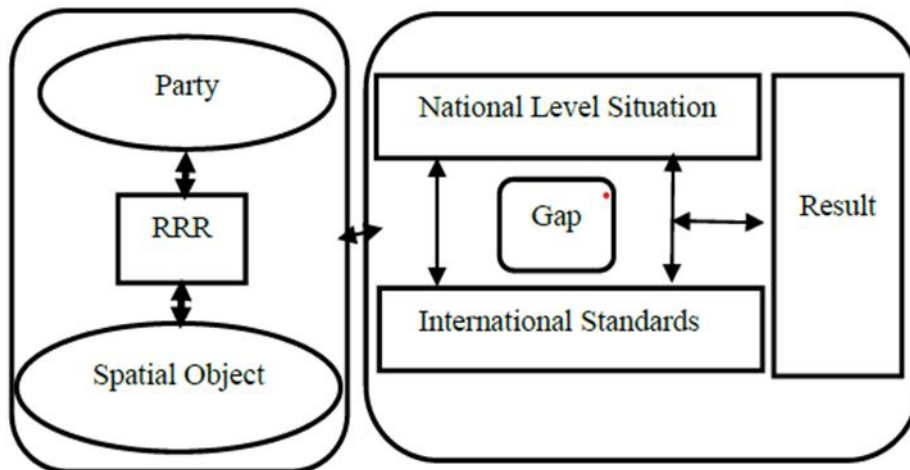 Party
RRR
Spatial Object
National Level Situation
Gap
International Standards
Result